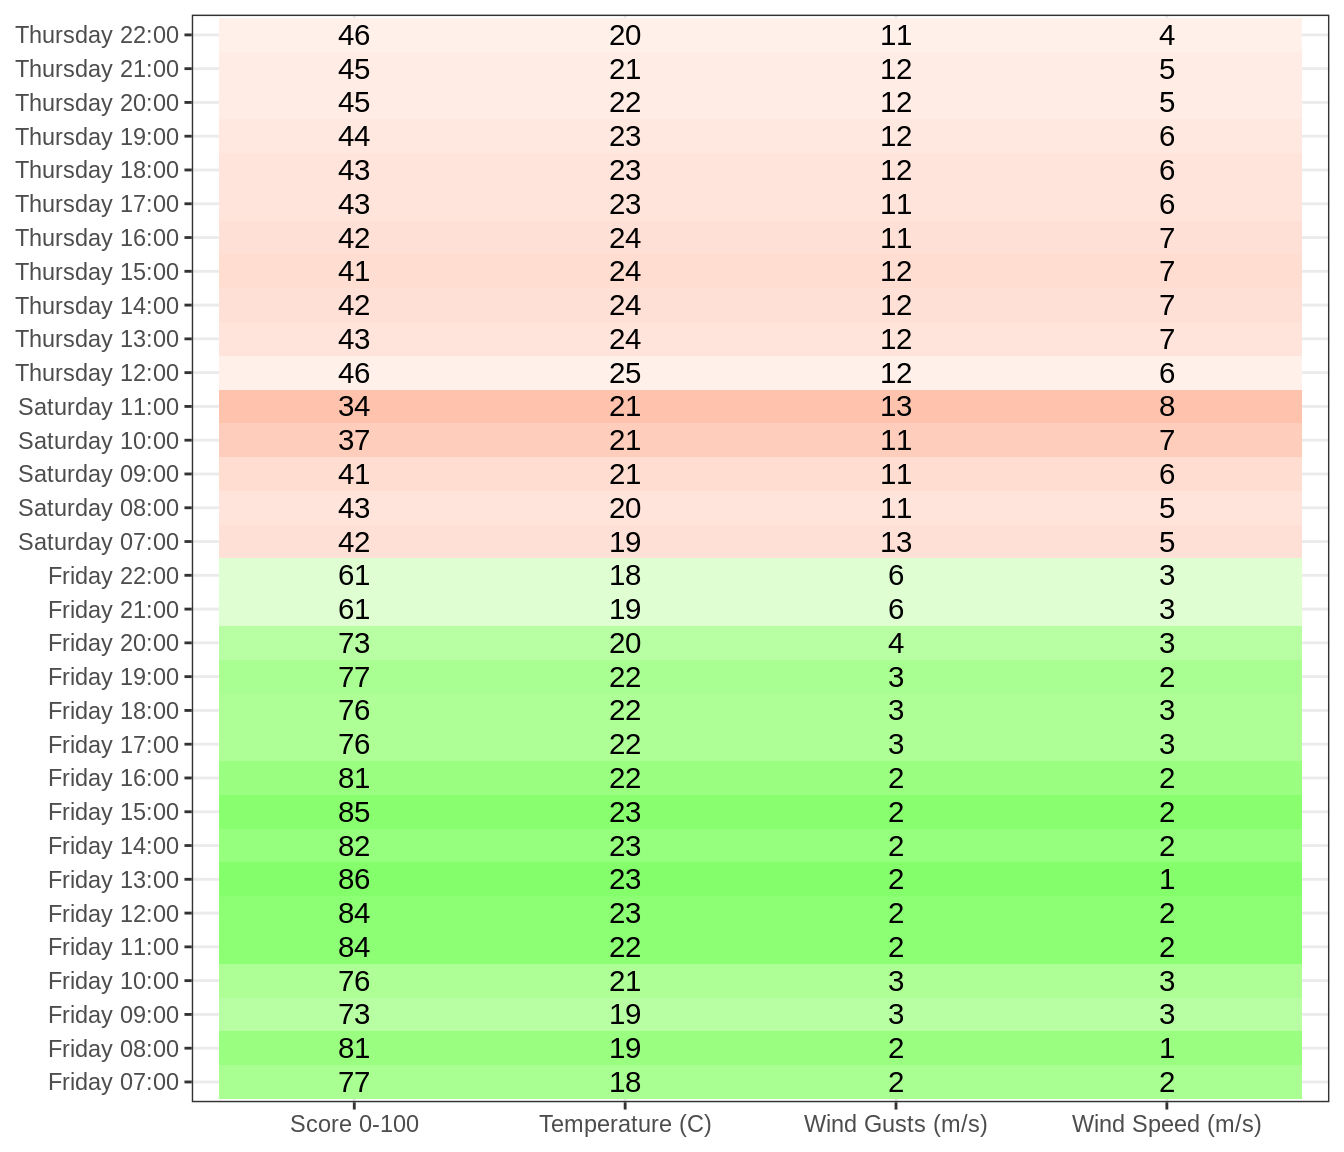 Thursday 22:00 46 20 11 4
Thursday 21:00 45 21 12 5
Thursday 20:00 45 22 12 5
Thursday 19:00 44 23 12 6
Thursday 18:00 43 23 12 6
Thursday 17:00 43 23 11 6
Thursday 16:00 42 24 11 7
Thursday 15:00 41 24 12 7
Thursday 14:00 42 24 12 7
Thursday 13:00 43 24 12 7
Thursday 12:00 46 25 12 6
Saturday 11:00 34 21 13 8
Saturday 10:00 37 21 11 7
Saturday 09:00 41 21 11 6
Saturday 08:00 43 20 11 5
Saturday 07:00 42 19 13 5
Friday 22:00 61 18 6 3
Friday 21:00 61 19 6 3
Friday 20:00 73 20 4 3
Friday 19:00 77 22 3 2
Friday 18:00 76 22 3 3
Friday 17:00 76 22 3 3
Friday 16:00 81 22 2 2
Friday 15:00 85 23 2 2
Friday 14:00 82 23 2 2
Friday 13:00 86 23 2 1
Friday 12:00 84 23 2 2
Friday 11:00 84 22 2 2
Friday 10:00 76 21 3 3
Friday 09:00 73 19 3 3
Friday 08:00 81 19 2 1
Friday 07:00 77 18 2 2
Score 0-100 Temperature (C) Wind Gusts (m/s) Wind Speed (m/s)